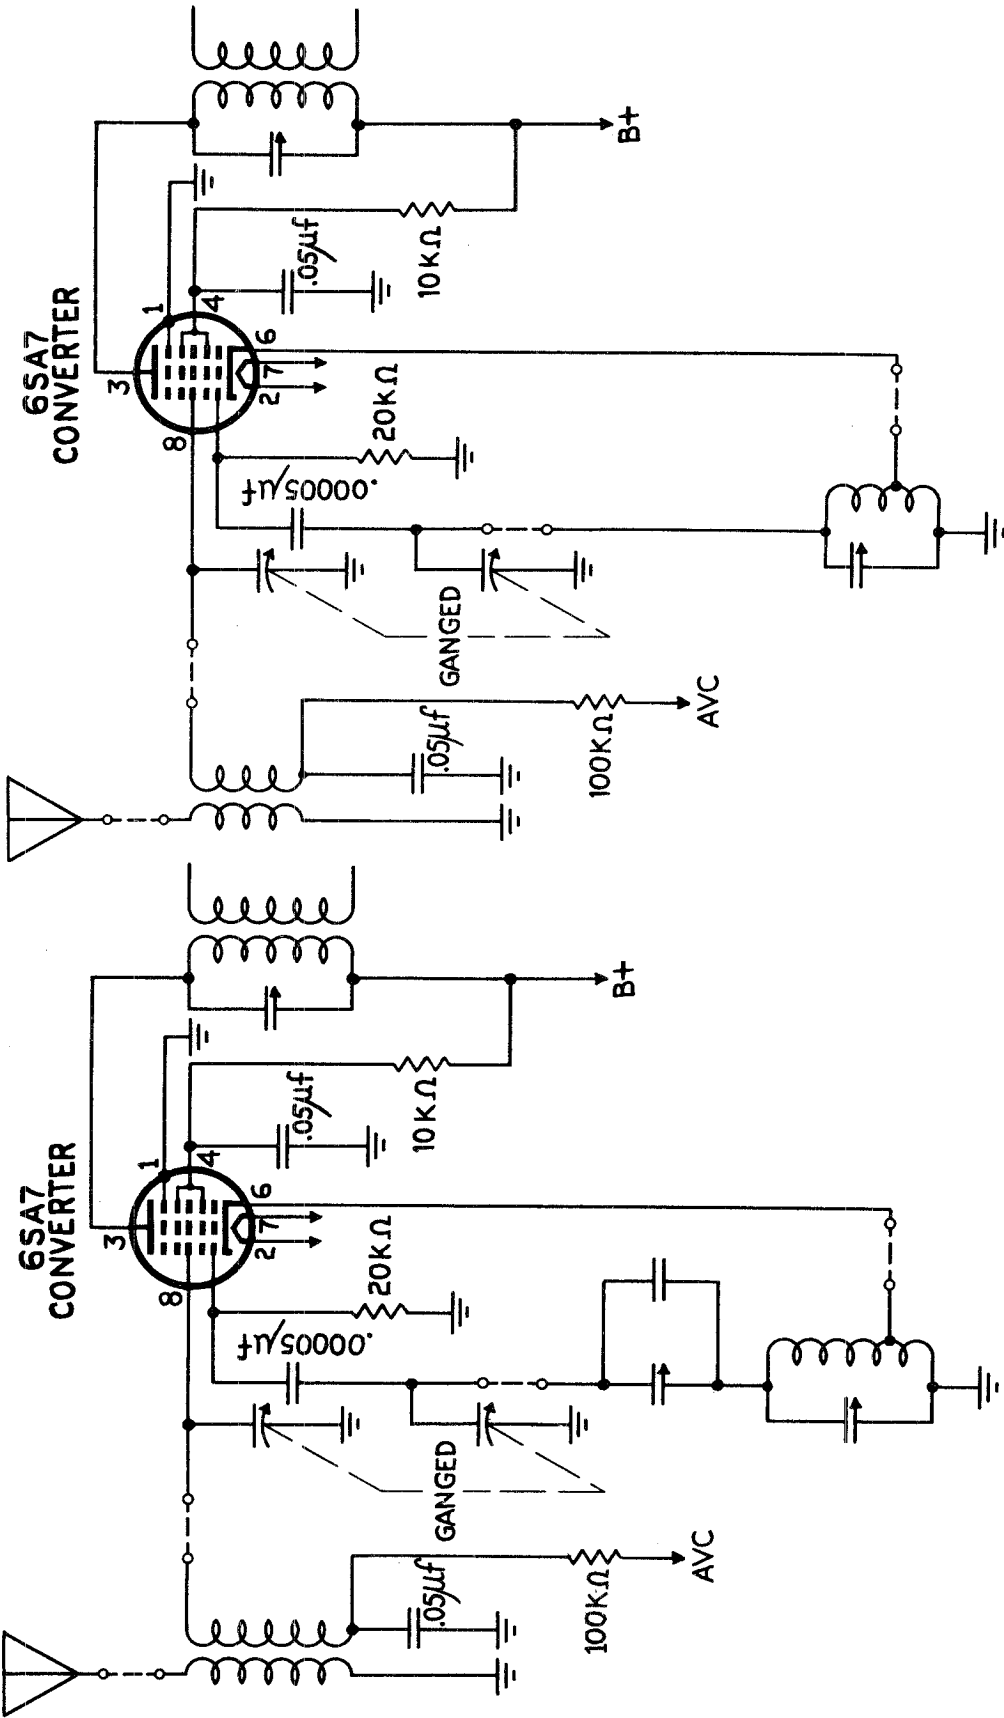 6SA7
CONVERTER
3
1
4
8
6
7
2
.05µf
10KΩ
B+
20KΩ
.00005µf
GANGED
.05µf
100KΩ
AVC
6SA7
CONVERTER
3
1
4
8
6
7
2
.05µf
10KΩ
B+
20KΩ
.00005µf
GANGED
.05µf
100KΩ
AVC